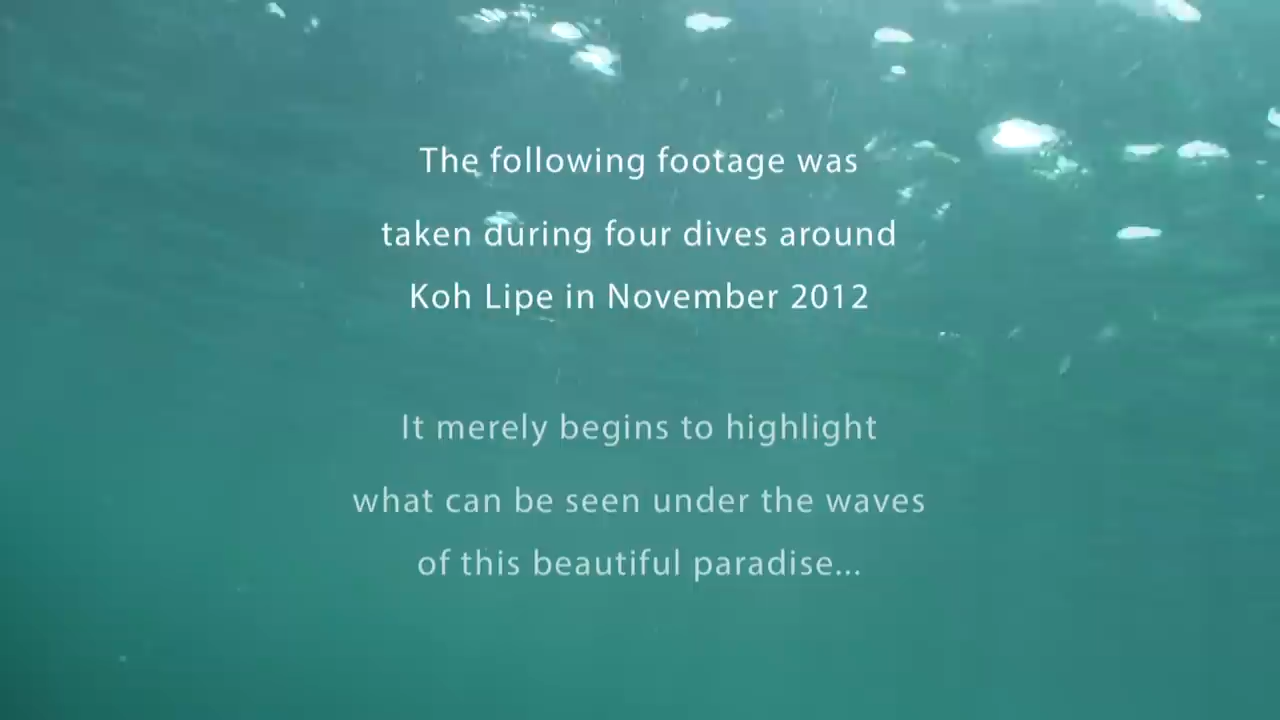 The following footage was
taken during four dives around
Koh Lipe in November 2012
It merely begins to highlight
what can be seen under the waves
of this beautiful paradise...